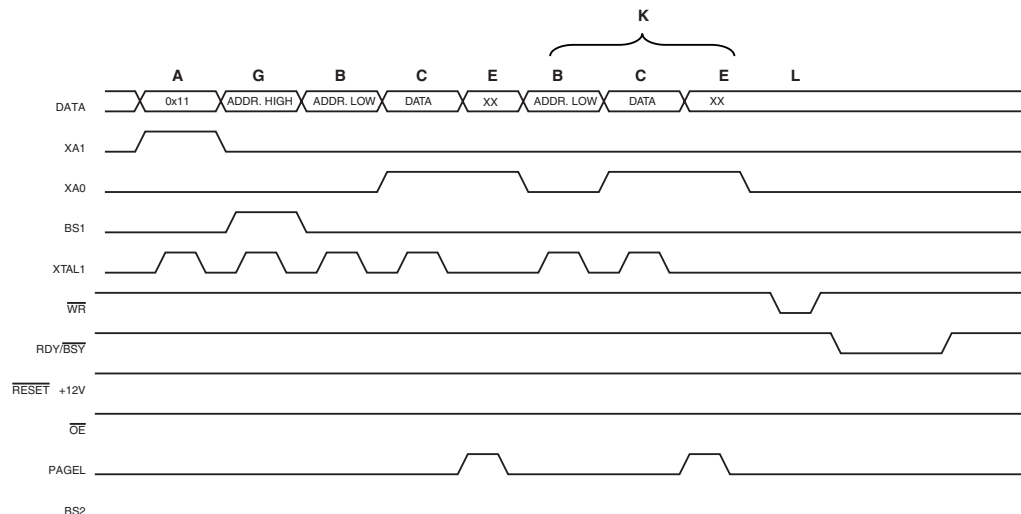 K
A G B C E B C E L
DATA 0x11 ADDR. HIGH ADDR. LOW DATA XX ADDR. LOW DATA XX
XA1
XA0
BS1
XTAL1
WR
RDY/BSY
RESET +12V
OE
PAGEL
BS2